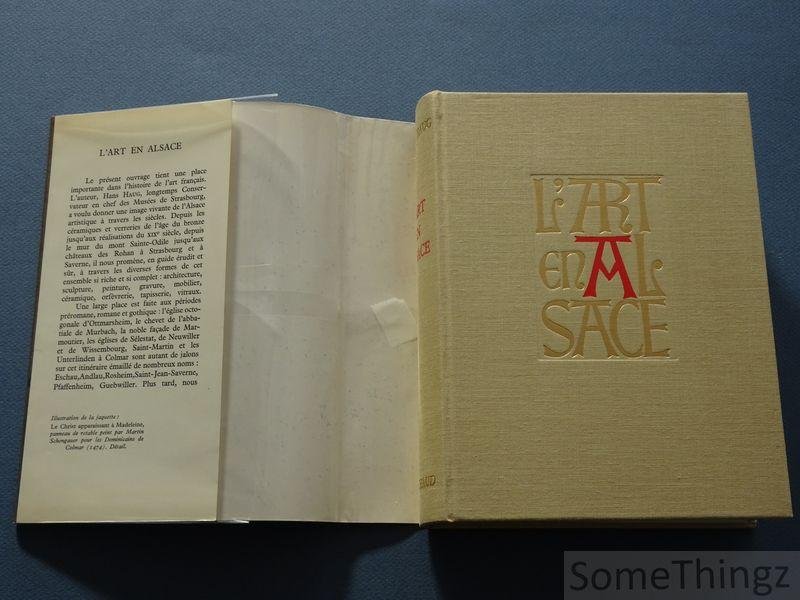 L'ART EN ALSACE
Le présent ouvrage tient une place
importante dans l'histoire de l'art français.
L'auteur, Hans HAUG, longtemps Conser-
vateur en chef des Musées de Strasbourg,
a voulu donner une image vivante de l'Alsace
artistique à travers les siècles. Depuis les
céramiques et verreries de l'âge du bronze
jusqu'aux réalisations du XIXe siècle, depuis
le mur du mont Sainte-Odile jusqu'aux
châteaux des Rohan à Strasbourg et à
Saverne, il nous promène, en guide érudit et
sûr, à travers les diverses formes de cet
ensemble si riche et si complet : architecture,
sculpture, peinture, gravure, mobilier,
céramique, orfèvrerie, tapisserie, vitraux.
Une large place est faite aux périodes
préromane, romane et gothique : l'église octo-
gonale d'Ottmarsheim, le chevet de l'abba-
tiale de Murbach, la noble façade de Mar-
moutier, les églises de Sélestat, de Neuwiller
et de Wissembourg, Saint-Martin et les
Unterlinden à Colmar sont autant de jalons
sur cet itinéraire émaillé de nombreux noms :
Eschau, Andlau, Rosheim, Saint-Jean-Saverne,
Pfaffenheim, Guebwiller. Plus tard, nous
Illustration de la jaquette :
Le Christ apparaissant à Madeleine,
panneau de retable peint par Martin
Schongauer pour les Dominicains de
Colmar (1474). Détail.
L'ART
EN AL
SACE
SomeThingz